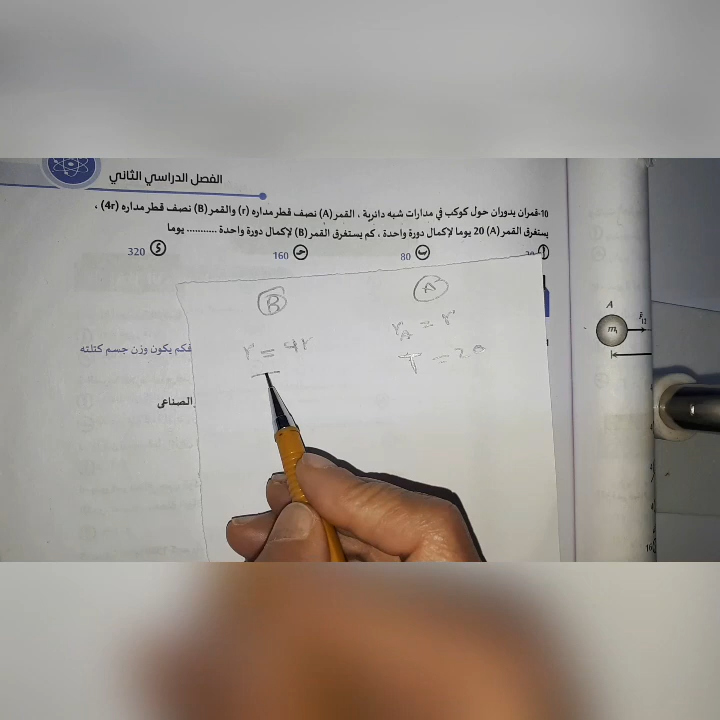 الفصل الدراسي الثاني
10-قمران يدوران حول كوكب في مدارات شبه دائرية ، القمر (A) نصف قطر مداره (r) والقمر (B) نصف قطر مداره (4r) ،
يستغرق القمر (A) 20 يوما لإكمال دورة واحدة ، كم يستغرق القمر (B) لإكمال دورة واحدة ........... يوما
ب 80 ج 160 د 320
A
B
r_A = r
r = 4r
T = 20
فكم يكون وزن جسم كتلته
الصناعي
A
m₁